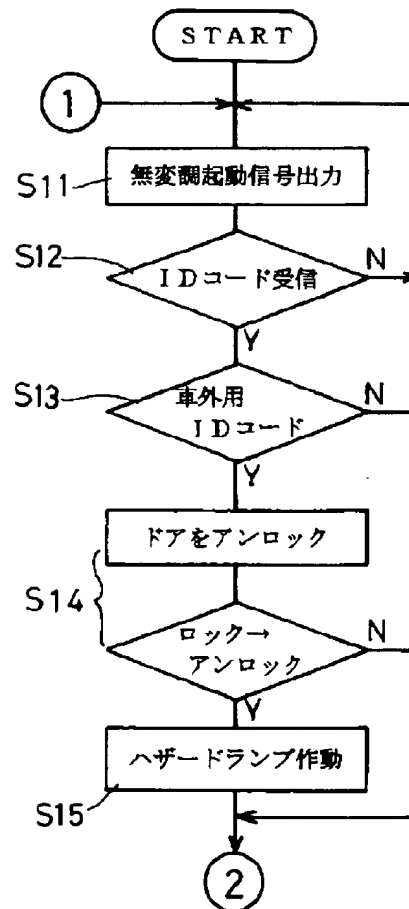 START
1
S11
無変調起動信号出力
S12
IDコード受信
N
Y
S13
車外用
IDコード
N
Y
ドアをアンロック
S14
ロック→
アンロック
N
Y
ハザードランプ作動
S15
2